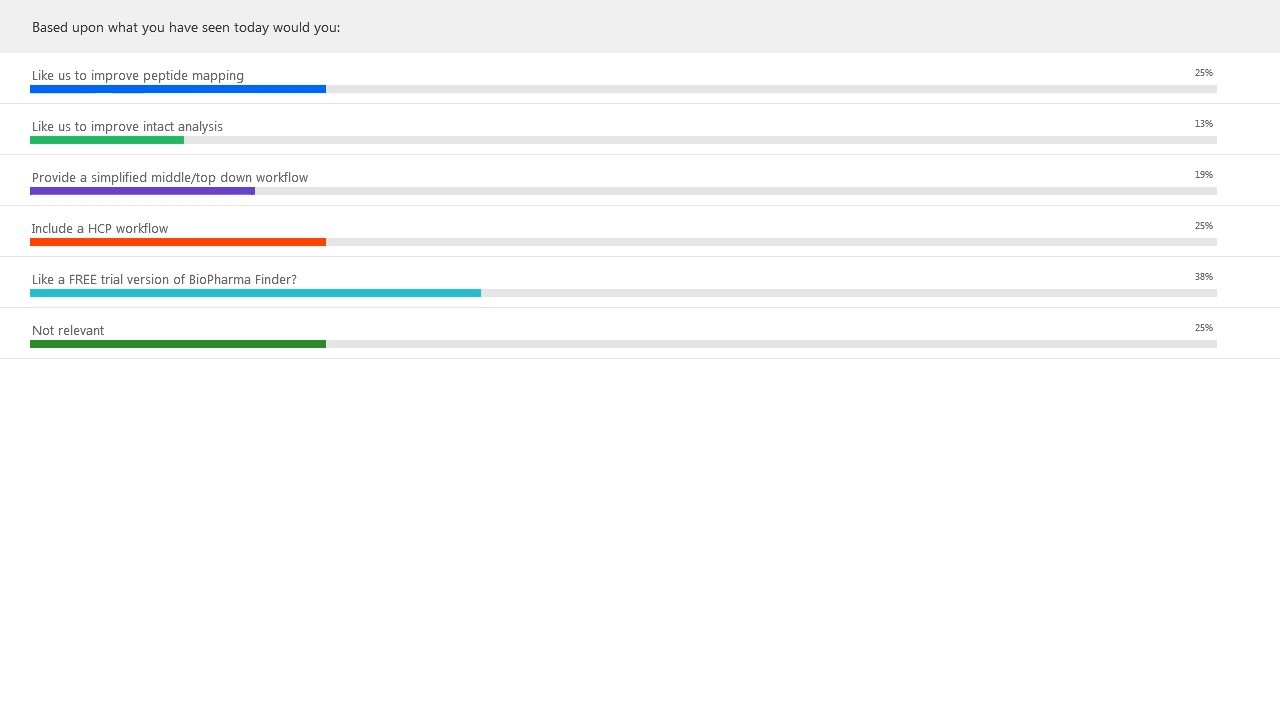 Based upon what you have seen today would you:
Like us to improve peptide mapping 25%
Like us to improve intact analysis 13%
Provide a simplified middle/top down workflow 19%
Include a HCP workflow 25%
Like a FREE trial version of BioPharma Finder? 38%
Not relevant 25%